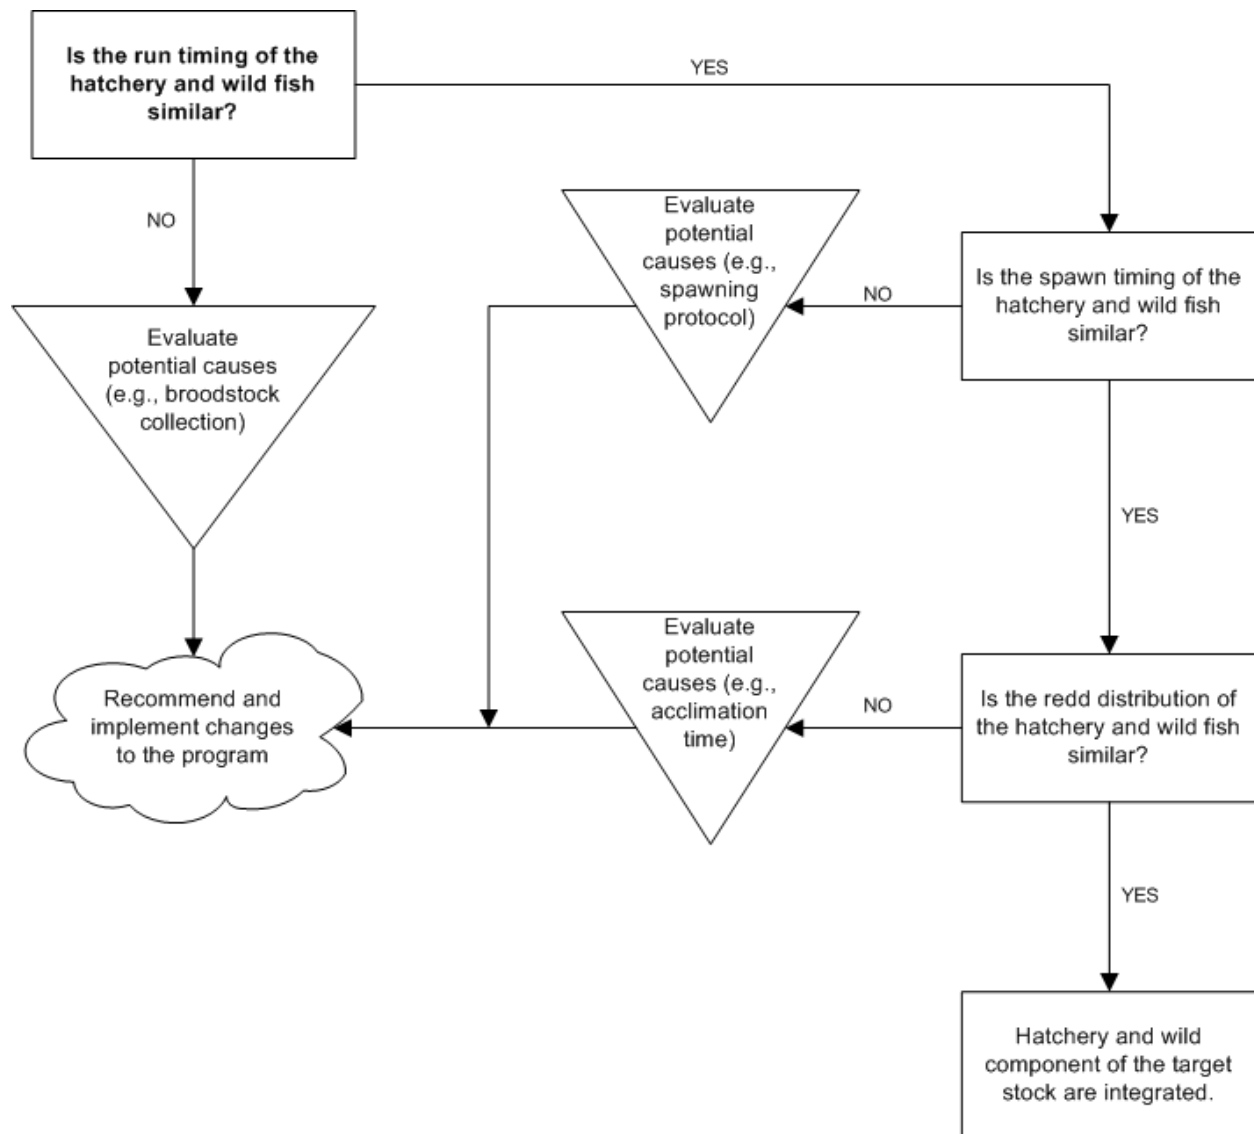 Is the run timing of the
hatchery and wild fish
similar?
YES
NO
Evaluate
potential
causes (e.g.,
spawning
protocol)
NO
Is the spawn timing of the
hatchery and wild fish
similar?
Evaluate
potential causes
(e.g., broodstock
collection)
YES
Evaluate
potential
causes (e.g.,
acclimation
time)
NO
Is the redd distribution of
the hatchery and wild fish
similar?
Recommend and
implement changes
to the program
YES
Hatchery and wild
component of the target
stock are integrated.